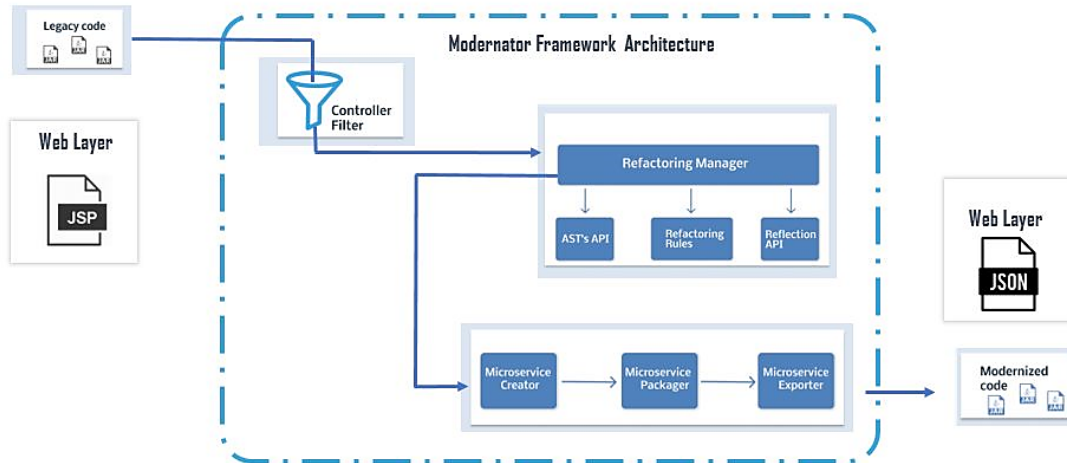 Legacy code
JAR
JAR
JAR
Web Layer
JSP
Modernator Framework Architecture
Controller
Filter
Refactoring Manager
AST's API
Refactoring
Rules
Reflection
API
Microservice
Creator
Microservice
Packager
Microservice
Exporter
Web Layer
JSON
Modernized
code
JAR
JAR
JAR